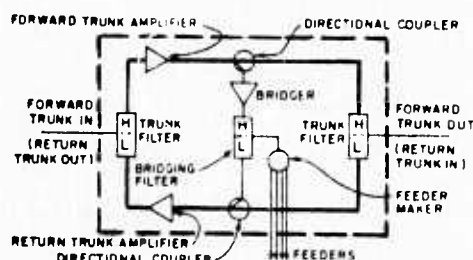 FORWARD TRUNK AMPLIFIER
DIRECTIONAL COUPLER
BRIDGER
FORWARD
TRUNK IN
(RETURN
TRUNK OUT)
H
L
TRUNK
FILTER
H
L
BRIDGING
FILTER
TRUNK
FILTER
H
L
FORWARD
TRUNK OUT
(RETURN
TRUNK IN)
FEEDER
MAKER
RETURN TRUNK AMPLIFIER
DIRECTIONAL COUPLER
FEEDERS